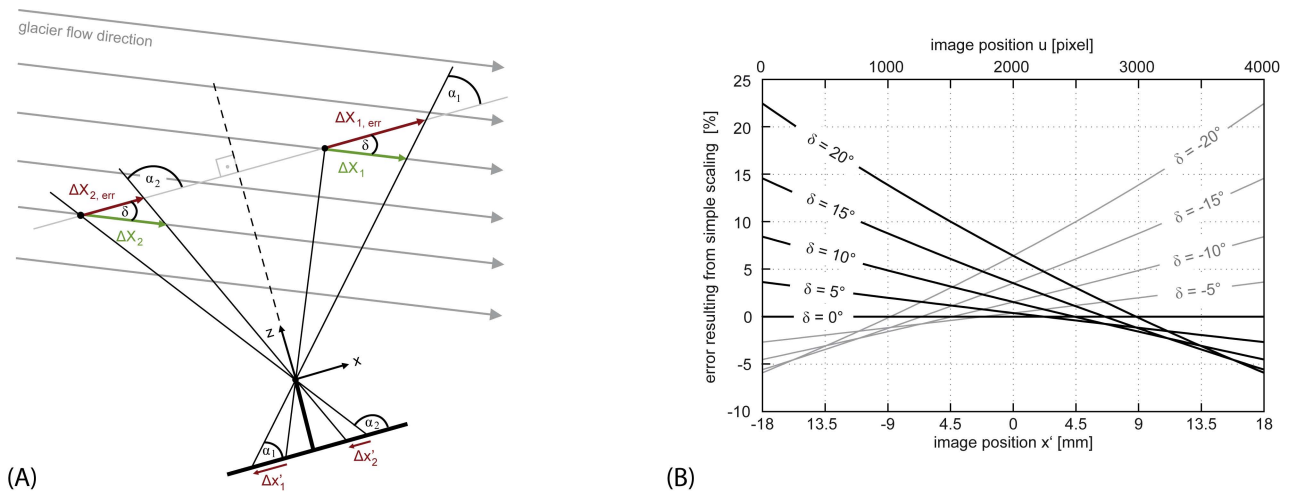 glacier flow direction
α1
ΔX1, err
δ
ΔX1
α2
ΔX2, err
δ
ΔX2
z
x
α1
α2
Δx'2
Δx'1
(A)
image position u [pixel]
0 1000 2000 3000 4000
25
20
15
10
5
0
-5
-10
error resulting from simple scaling [%]
δ = 20°
δ = 15°
δ = 10°
δ = 5°
δ = 0°
δ = -20°
δ = -15°
δ = -10°
δ = -5°
-18 13.5 -9 4.5 0 4.5 9 13.5 18
image position x' [mm]
(B)